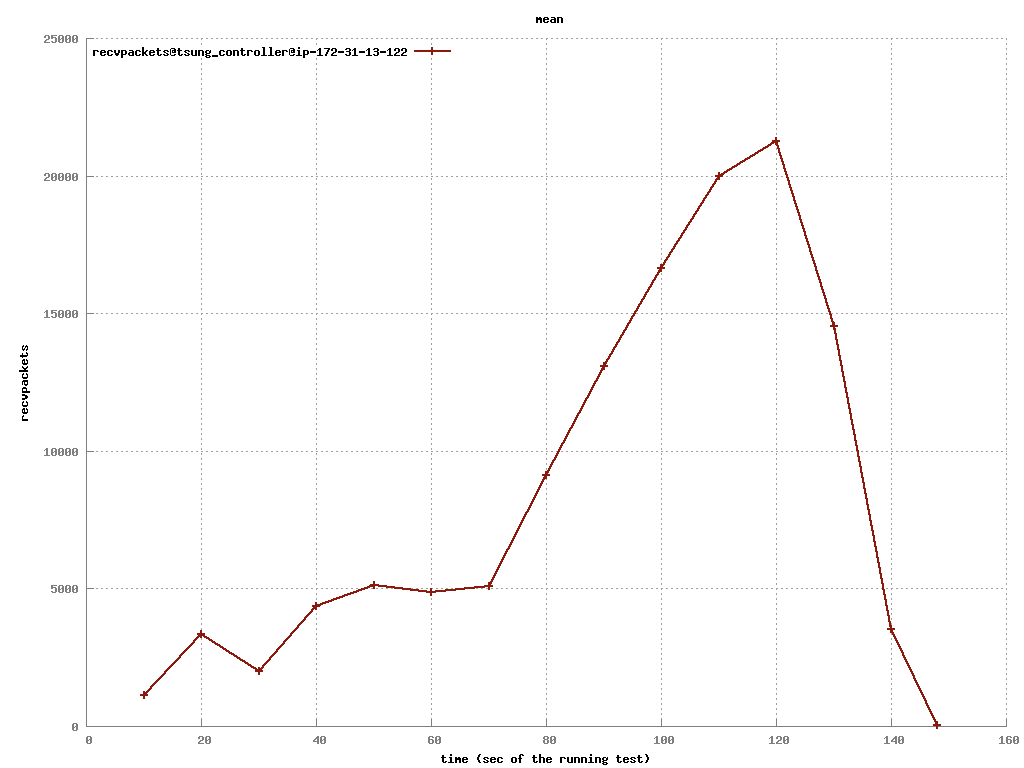 mean
25000
recvpackets@tsung_controller@ip-172-31-13-122
20000
15000
recvpackets
10000
5000
0
0 20 40 60 80 100 120 140 160
time (sec of the running test)